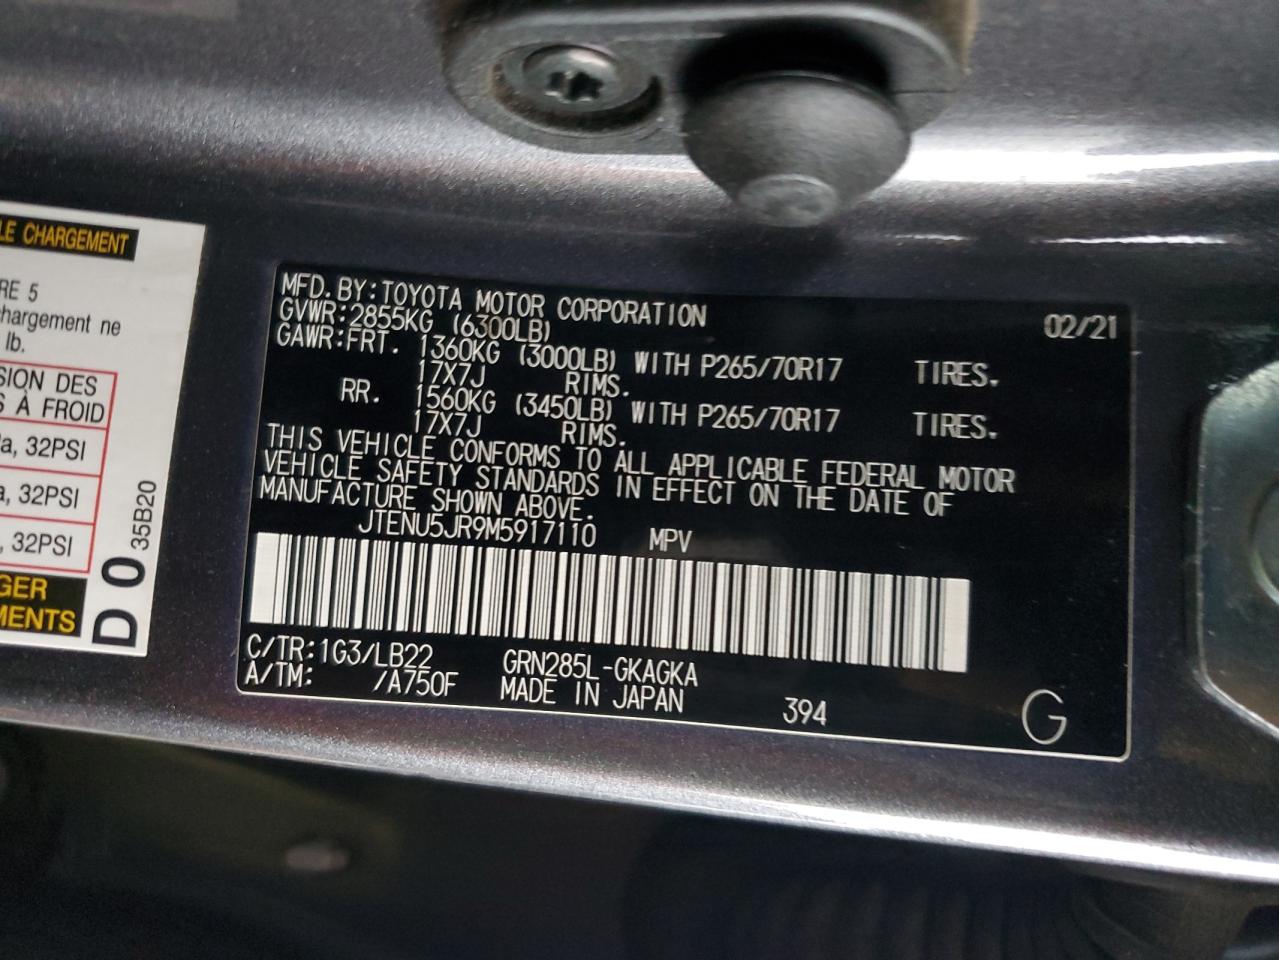 LE CHARGEMENT
RE 5
chargement ne
lb.
SION DES
S À FROID
a, 32PSI
a, 32PSI
, 32PSI
GER
MENTS
D 0 35B20
MFD.BY:TOYOTA MOTOR CORPORATION 02/21
GVWR:2855KG (6300LB)
GAWR:FRT. 1360KG (3000LB) WITH P265/70R17 TIRES.
17X7J RIMS.
RR. 1560KG (3450LB) WITH P265/70R17 TIRES.
17X7J RIMS.
THIS VEHICLE CONFORMS TO ALL APPLICABLE FEDERAL MOTOR
VEHICLE SAFETY STANDARDS IN EFFECT ON THE DATE OF
MANUFACTURE SHOWN ABOVE.
JTENU5JR9M5917110 MPV
C/TR:1G3/LB22 GRN285L-GKAGKA
A/TM: /A750F MADE IN JAPAN 394 G